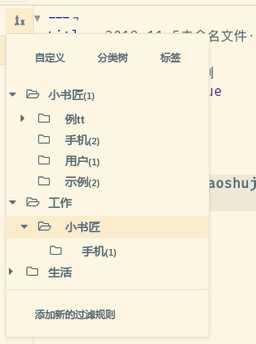 自定义 分类树 标签
小书匠(1)
例tt
手机(2)
用户(1)
示例(2)
工作
小书匠
手机(1)
生活
添加新的过滤规则